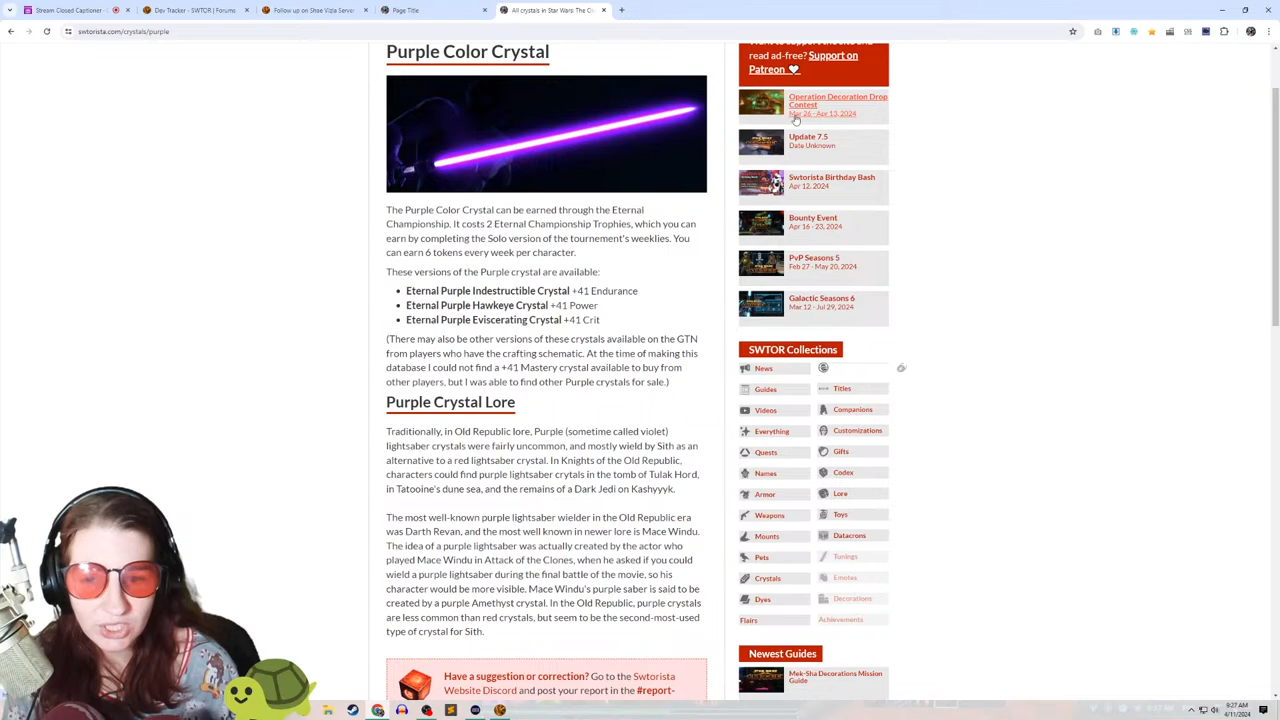 Stream Closed Captioner
Dev Tracker - SWTOR | Forums
Follow up on Shae Vizla Server
Page Title
All crystals in Star Wars: The O
swtorista.com/crystals/purple
Purple Color Crystal
The Purple Color Crystal can be earned through the Eternal
Championship. It costs 2 Eternal Championship Trophies, which you can
earn by completing the Solo version of the tournement's weeklies. You
can earn 6 tokens every week per character.
These versions of the Purple crystal are available:
• Eternal Purple Indestructible Crystal +41 Endurance
• Eternal Purple Hawkeye Crystal +41 Power
• Eternal Purple Eviscerating Crystal +41 Crit
(There may also be other versions of these crystals available on the GTN
from players who have the crafting schematic. At the time of making this
database I could not find a +41 Mastery crystal available to buy from
other players, but I was able to find other Purple crystals for sale.)
Purple Crystal Lore
Traditionally, in Old Republic lore, Purple (sometime called violet)
lightsaber crystals were fairly uncommon, and mostly wield by Sith as an
alternative to a red lightsaber crystal. In Knights of the Old Republic,
characters could find purple lightsaber crytals in the tomb of Tulak Hord,
in Tatooine's dune sea, and the remains of a Dark Jedi on Kashyyyk.
The most well-known purple lightsaber wielder in the Old Republic era
was Darth Revan, and the most well known in newer lore is Mace Windu.
The idea of a purple lightsaber was actually created by the actor who
played Mace Windu in Attack of the Clones, when he asked if you could
wield a purple lightsaber during the final battle of the movie, so his
character would be more visible. Mace Windu's purple saber is said to be
created by a purple Amethyst crystal. In the Old Republic, purple crystals
are less common than red crystals, but seem to be the second-most-used
type of crystal for Sith.
Have a suggestion or correction? Go to the Swtorista
Website Discord and post your report in the #report-
read ad-free? Support on
Patreon
Operation Decoration Drop
Contest
Mar 26 - Apr 13, 2024
Update 7.5
Date Unknown
Swtorista Birthday Bash
Apr 12, 2024
Bounty Event
Apr 16 - 23, 2024
PvP Seasons 5
Feb 27 - May 20, 2024
Galactic Seasons 6
Mar 12 - Jul 29, 2024
SWTOR Collections
News
Guides
Titles
Videos
Companions
Everything
Customizations
Quests
Gifts
Names
Codex
Armor
Lore
Weapons
Toys
Mounts
Datacrons
Pets
Tunings
Crystals
Emotes
Dyes
Decorations
Flairs
Achievements
Newest Guides
Mek-Sha Decorations Mission
Guide
9:27 AM
4/11/2024